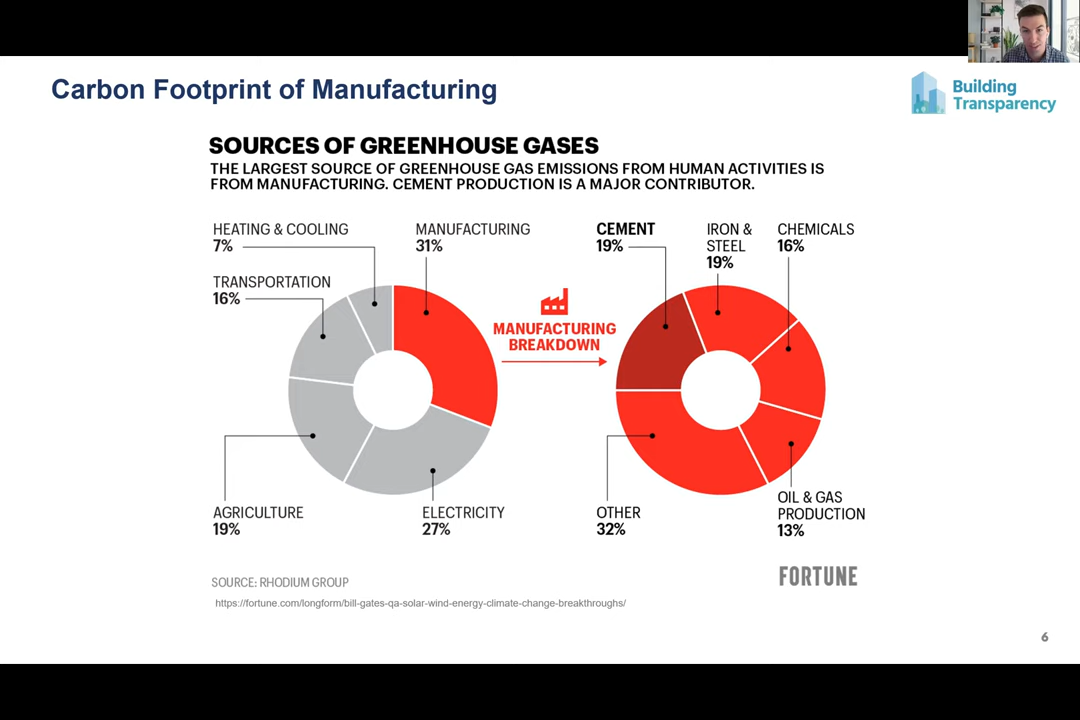 Carbon Footprint of Manufacturing
Building
Transparency
SOURCES OF GREENHOUSE GASES
THE LARGEST SOURCE OF GREENHOUSE GAS EMISSIONS FROM HUMAN ACTIVITIES IS
FROM MANUFACTURING. CEMENT PRODUCTION IS A MAJOR CONTRIBUTOR.
HEATING & COOLING
7%
MANUFACTURING
31%
TRANSPORTATION
16%
AGRICULTURE
19%
ELECTRICITY
27%
MANUFACTURING
BREAKDOWN
CEMENT
19%
IRON &
STEEL
19%
CHEMICALS
16%
OTHER
32%
OIL & GAS
PRODUCTION
13%
SOURCE: RHODIUM GROUP
FORTUNE
https://fortune.com/longform/bill-gates-qa-solar-wind-energy-climate-change-breakthroughs/
6